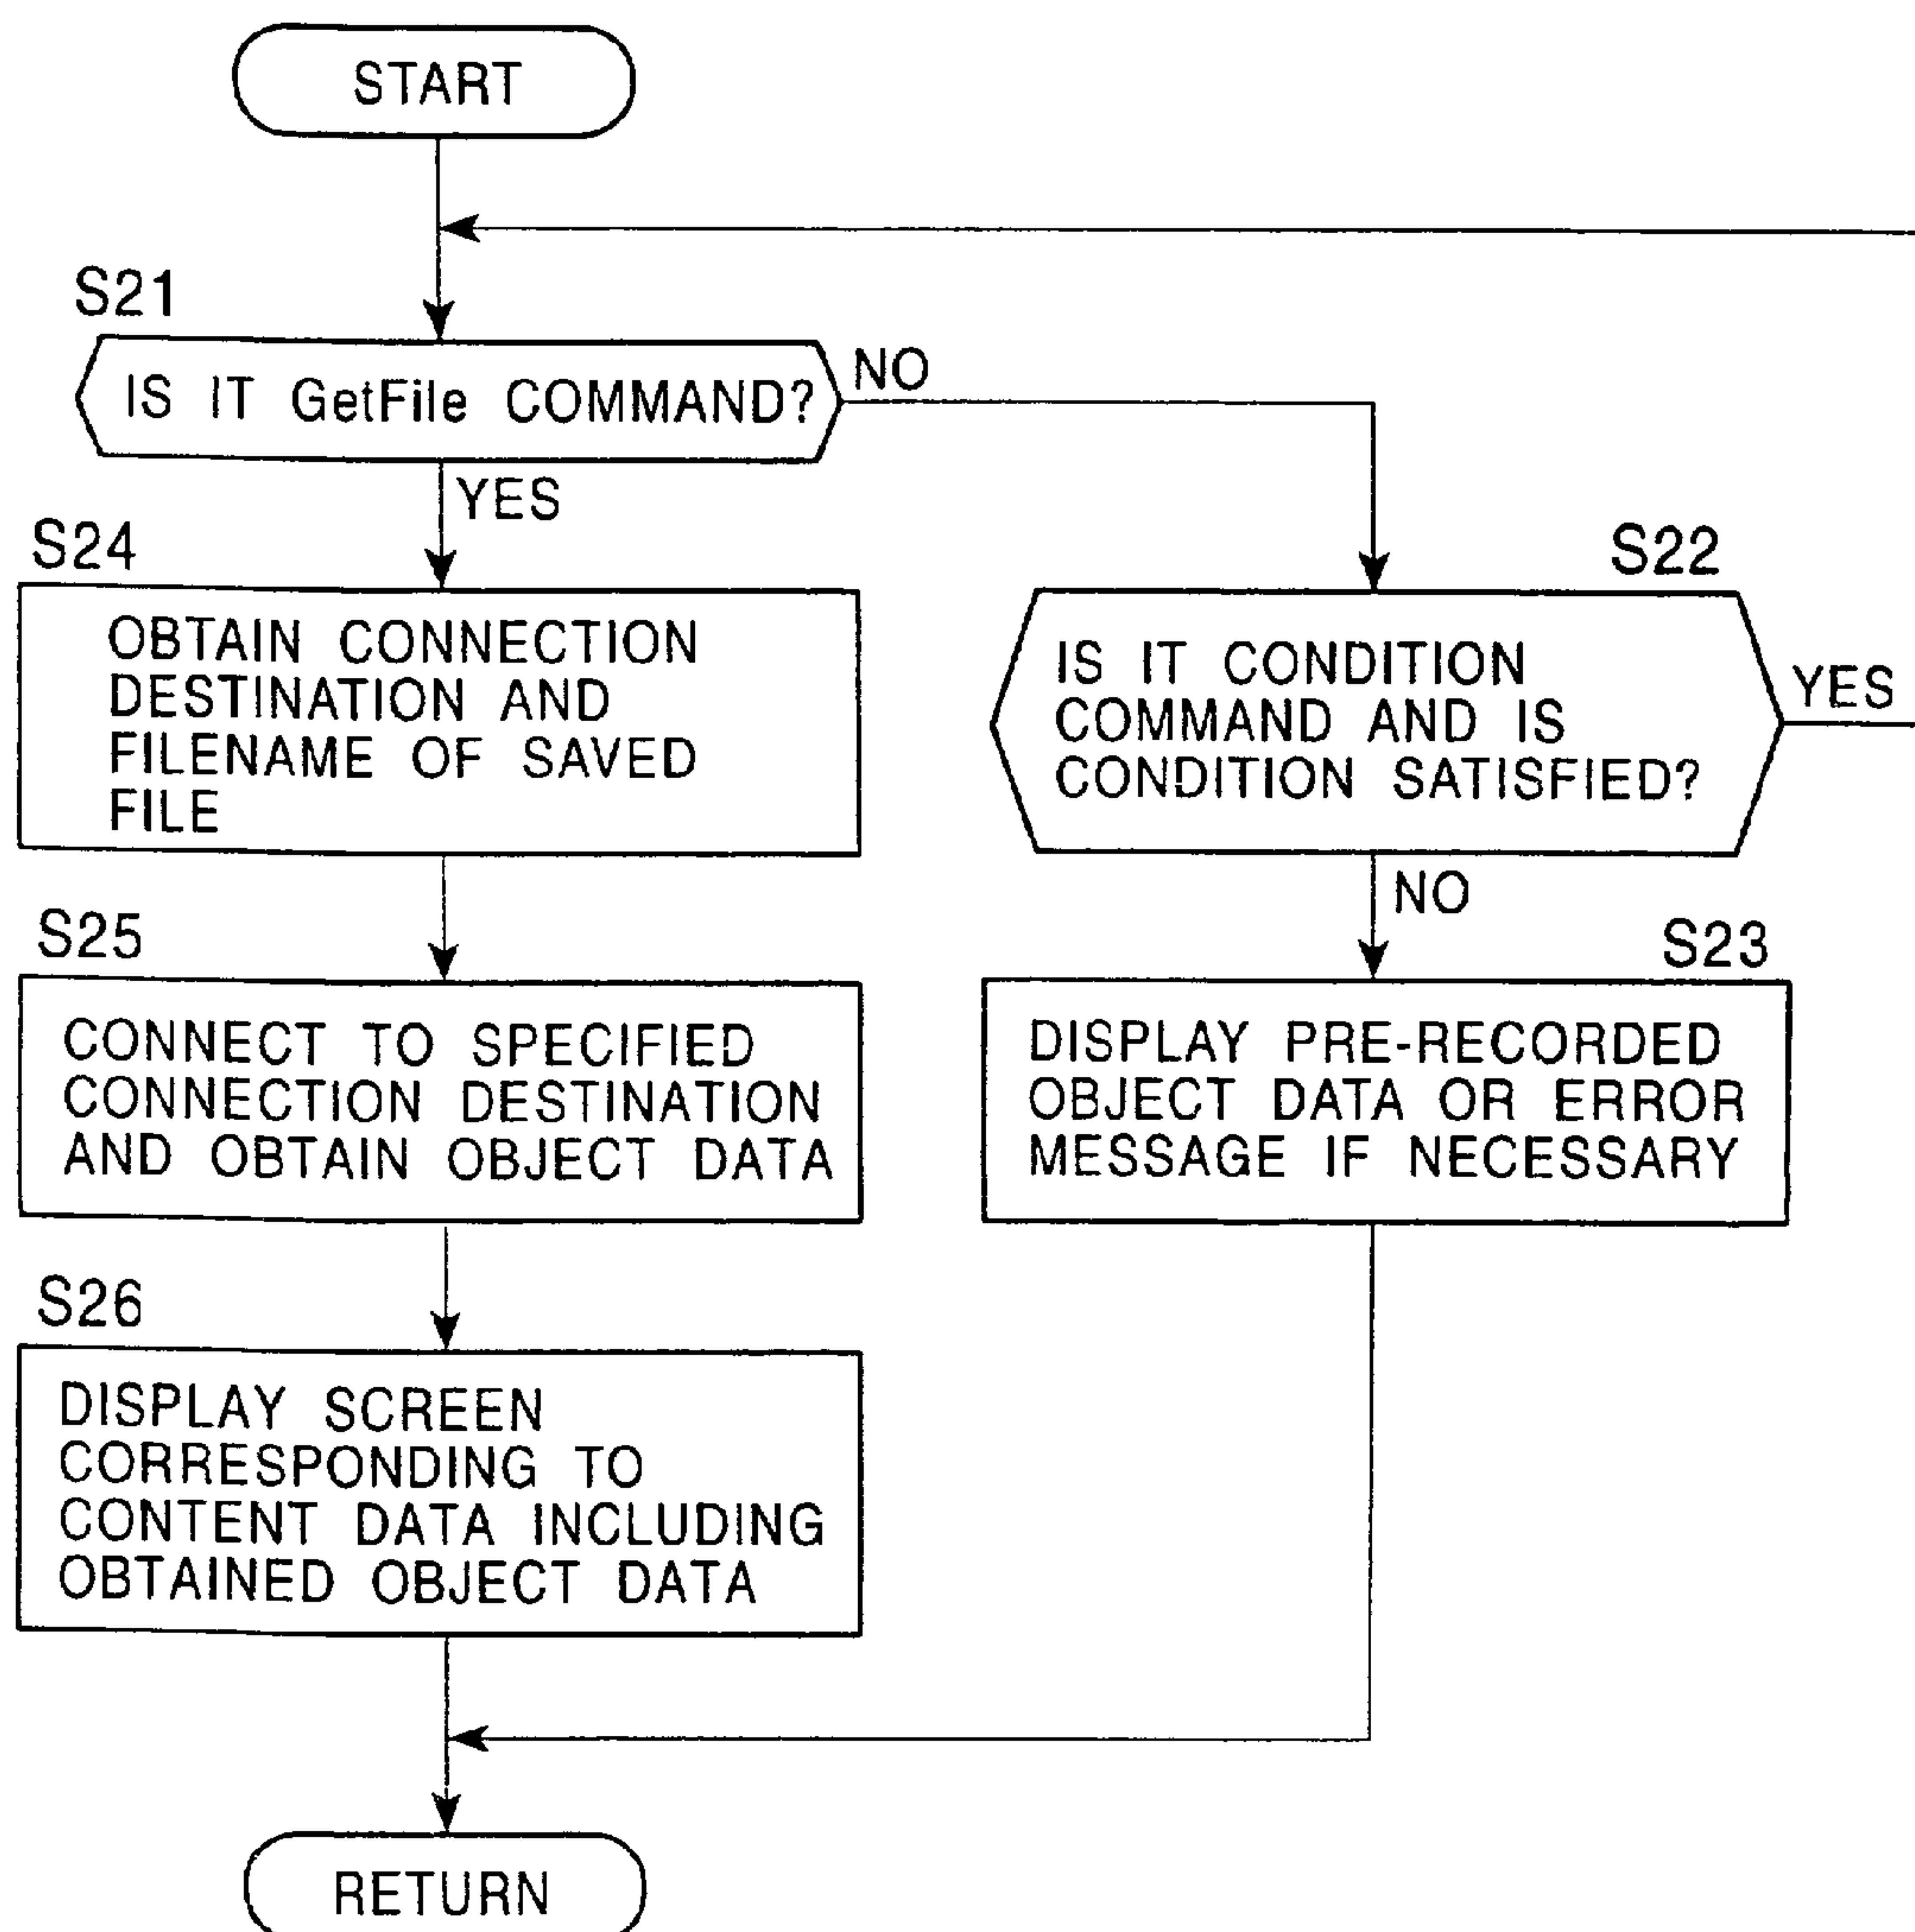 START
S21
IS IT GetFile COMMAND?
NO
YES
S24
OBTAIN CONNECTION
DESTINATION AND
FILENAME OF SAVED
FILE
S22
IS IT CONDITION
COMMAND AND IS
CONDITION SATISFIED?
YES
NO
S25
CONNECT TO SPECIFIED
CONNECTION DESTINATION
AND OBTAIN OBJECT DATA
S23
DISPLAY PRE-RECORDED
OBJECT DATA OR ERROR
MESSAGE IF NECESSARY
S26
DISPLAY SCREEN
CORRESPONDING TO
CONTENT DATA INCLUDING
OBTAINED OBJECT DATA
RETURN